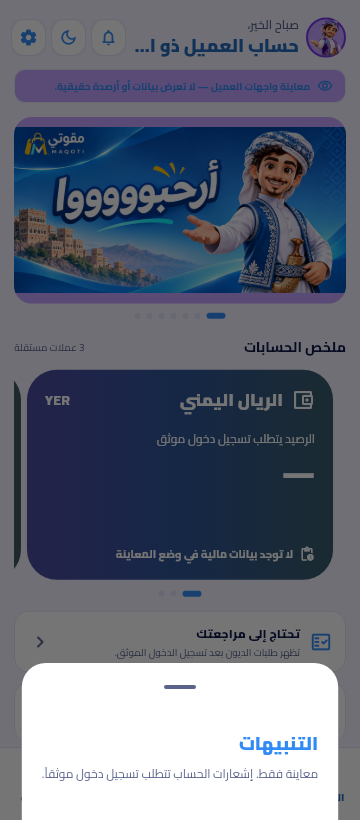 صباح الخير،
حساب العميل ذو ا...
معاينة واجهات العميل — لا تعرض بيانات أو أرصدة حقيقية.
مقوتي
MAQOTI
أرحبوووووا
ملخص الحسابات
3 عملات مستقلة
الريال اليمني
YER
الرصيد يتطلب تسجيل دخول موثق
لا توجد بيانات مالية في وضع المعاينة
تحتاج إلى مراجعتك
تظهر طلبات الديون بعد تسجيل الدخول الموثق.
التنبيهات
معاينة فقط. إشعارات الحساب تتطلب تسجيل دخول موثقاً.